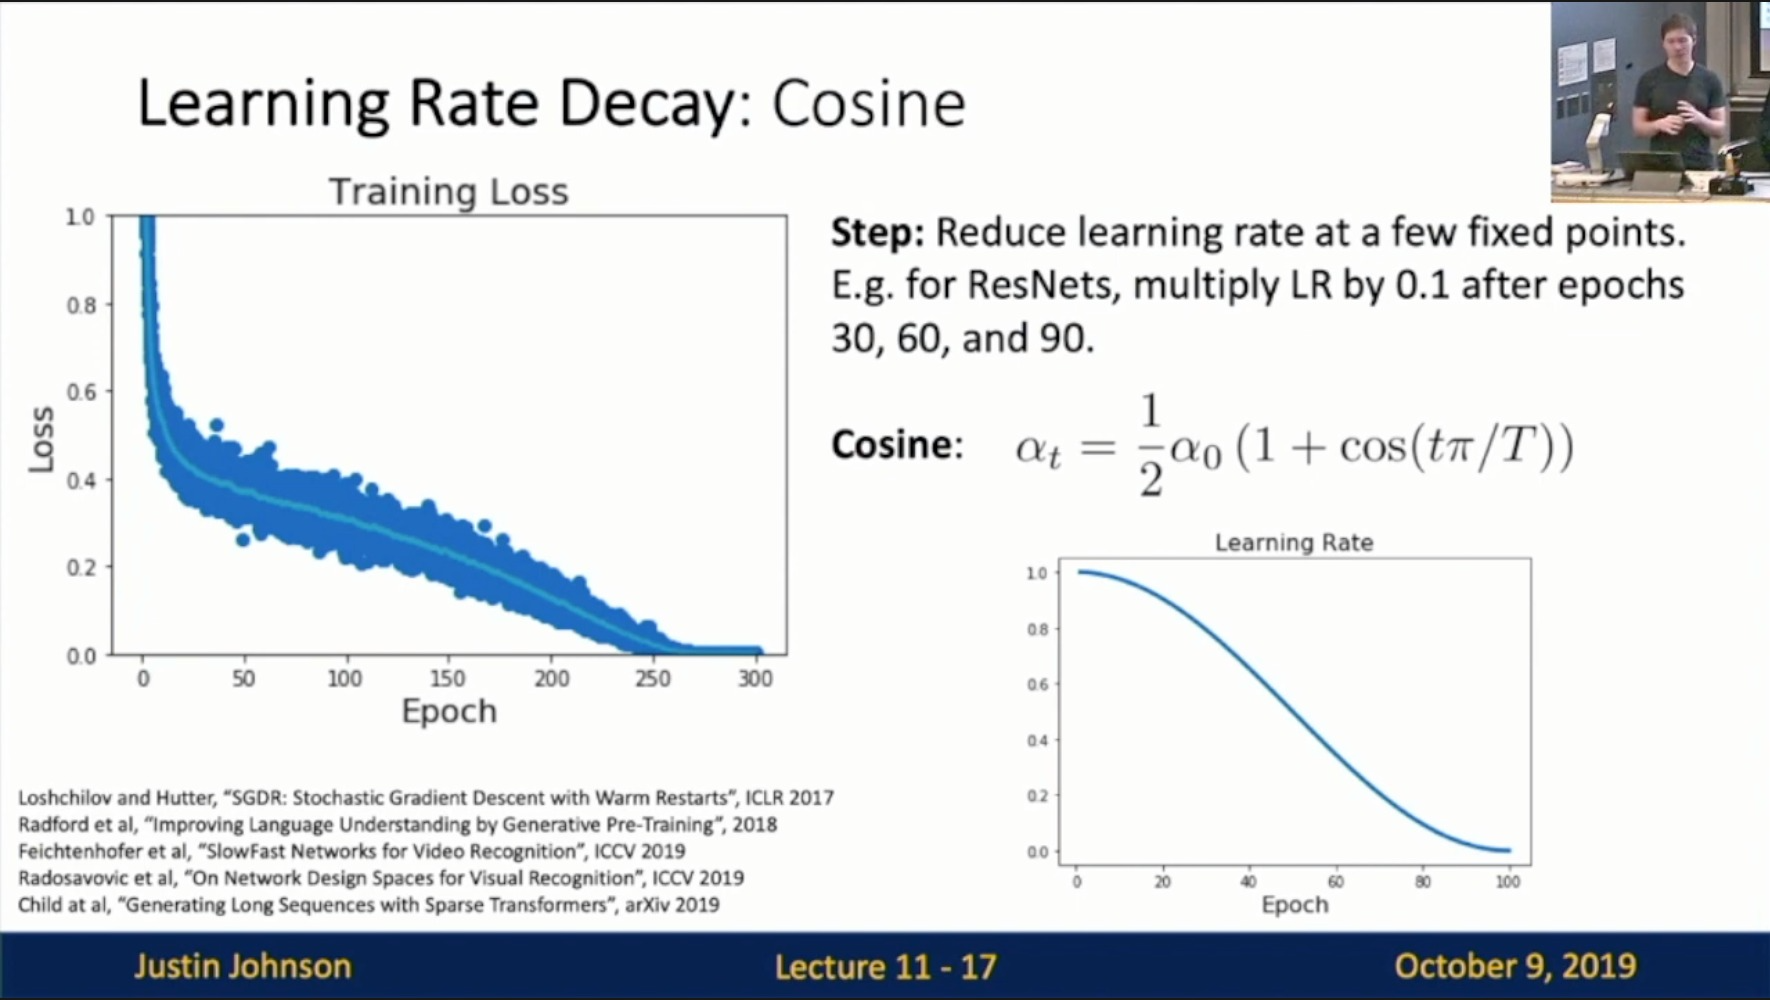 Learning Rate Decay: Cosine
Training Loss
1.0
0.8
0.6
0.4
0.2
0.0
Loss
0 50 100 150 200 250 300
Epoch
Step: Reduce learning rate at a few fixed points.
E.g. for ResNets, multiply LR by 0.1 after epochs
30, 60, and 90.
Cosine: αₜ = 1/2 α₀ (1 + cos(tπ/T))
Learning Rate
1.0
0.8
0.6
0.4
0.2
0.0
0 20 40 60 80 100
Epoch
Loshchilov and Hutter, “SGDR: Stochastic Gradient Descent with Warm Restarts”, ICLR 2017
Radford et al, “Improving Language Understanding by Generative Pre-Training”, 2018
Feichtenhofer et al, “SlowFast Networks for Video Recognition”, ICCV 2019
Radosavovic et al, “On Network Design Spaces for Visual Recognition”, ICCV 2019
Child at al, “Generating Long Sequences with Sparse Transformers”, arXiv 2019
Justin Johnson
Lecture 11 - 17
October 9, 2019